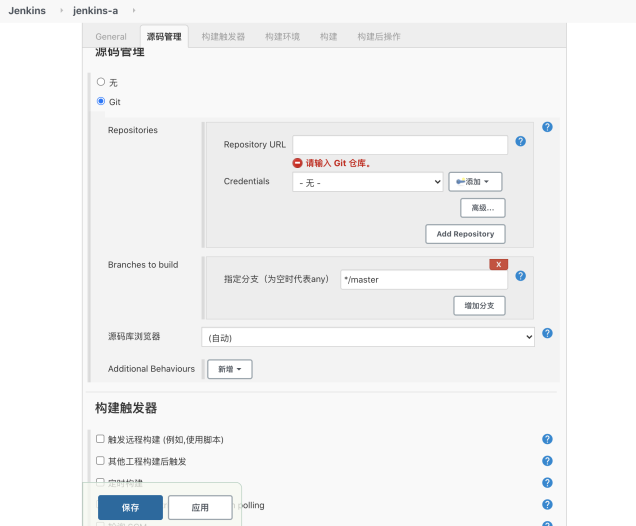 Jenkins › jenkins-a ›
General 源码管理 构建触发器 构建环境 构建 构建后操作
源码管理
无
Git
Repositories
Repository URL
请输入 Git 仓库。
Credentials - 无 - 添加
高级...
Add Repository
Branches to build
X
指定分支（为空时代表any） */master
增加分支
源码库浏览器 (自动)
Additional Behaviours 新增
构建触发器
触发远程构建 (例如,使用脚本)
其他工程构建后触发
定时构建
保存 应用 polling